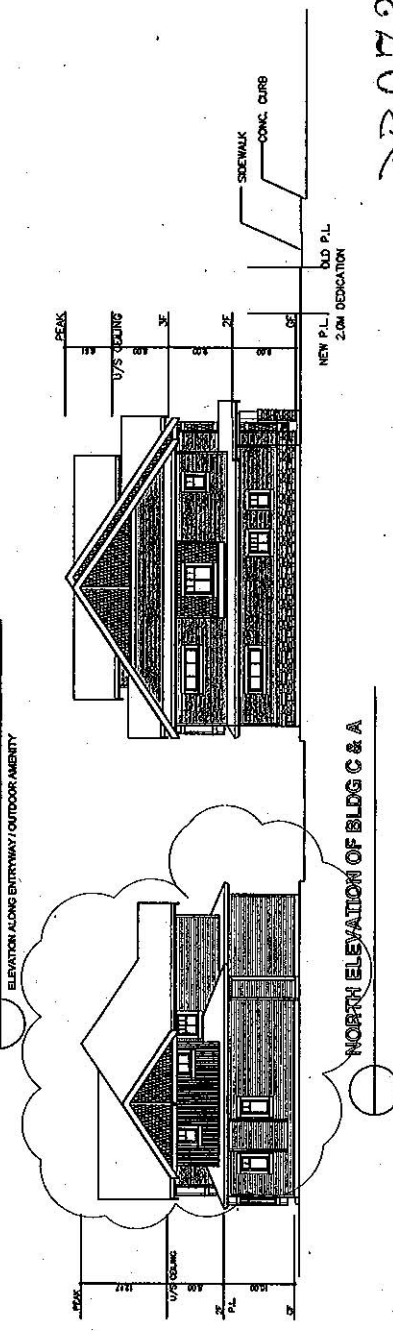 ELEVATION ALONG ENTRYWAY / OUTDOOR AMENITY
PEAK
U/S CEILING
2F
P.L.
GF
PEAK
U/S CEILING
3F
2F
GF
NEW P.L.
OLD P.L.
2.0M DEDICATION
SIDEWALK
CONC. CURB
NORTH ELEVATION OF BLDG C & A